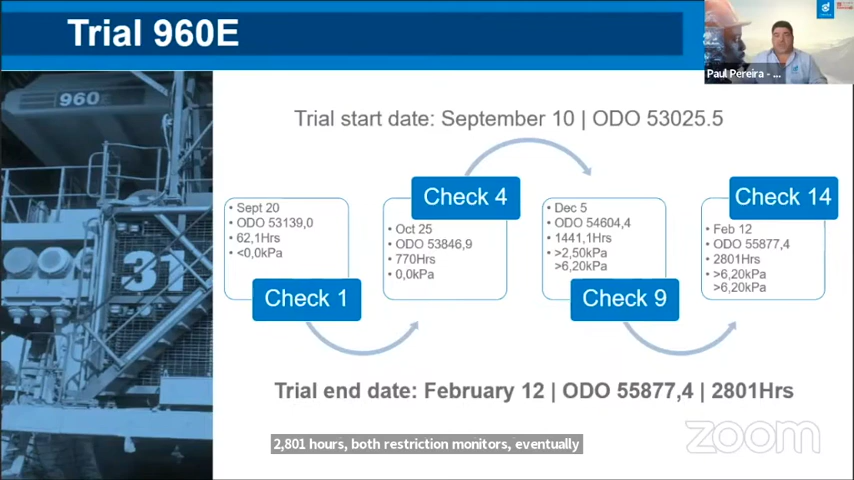 Trial 960E
Paul Pereira - ...
960
31
Trial start date: September 10 | ODO 53025.5
• Sept 20
• ODO 53139,0
• 62,1Hrs
• <0,0kPa
Check 1
Check 4
• Oct 25
• ODO 53846,9
• 770Hrs
• 0,0kPa
• Dec 5
• ODO 54604,4
• 1441,1Hrs
• >2,50kPa
>6,20kPa
Check 9
Check 14
• Feb 12
• ODO 55877,4
• 2801Hrs
• >6,20kPa
>6,20kPa
Trial end date: February 12 | ODO 55877,4 | 2801Hrs
2,801 hours, both restriction monitors, eventually
zoom